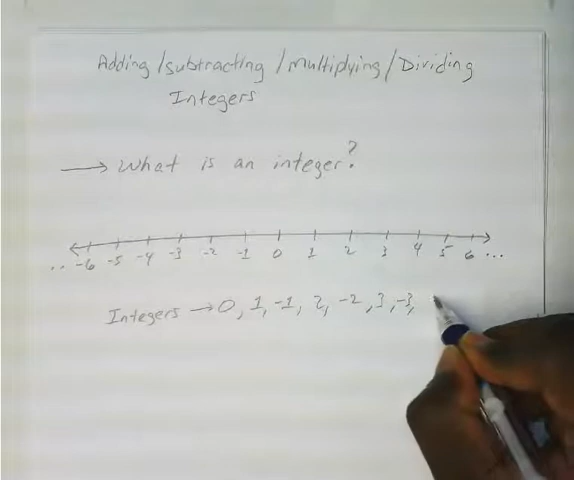 Adding/subtracting/multiplying/Dividing
Integers
→ What is an integer?
.. -6 -5 -4 -3 -2 -1 0 1 2 3 4 5 6 ...
Integers → 0, 1, -1, 2, -2, 3, -3,